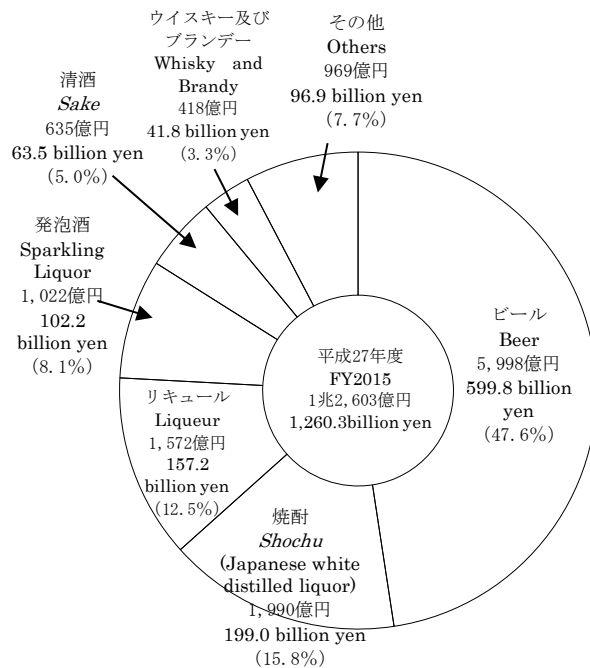 ウイスキー及び
ブランデー
Whisky and
Brandy
418億円
41.8 billion yen
(3.3%)
その他
Others
969億円
96.9 billion yen
(7.7%)
清酒
Sake
635億円
63.5 billion yen
(5.0%)
発泡酒
Sparkling
Liquor
1,022億円
102.2
billion yen
(8.1%)
ビール
Beer
5,998億円
599.8 billion
yen
(47.6%)
平成27年度
FY2015
1兆2,603億円
1,260.3billion yen
リキュール
Liqueur
1,572億円
157.2
billion yen
(12.5%)
焼酎
Shochu
(Japanese white
distilled liquor)
1,990億円
199.0 billion yen
(15.8%)